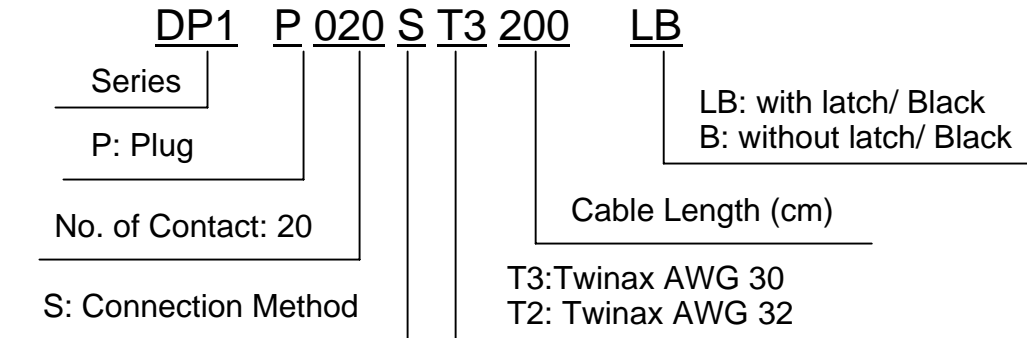 DP1 P 020 S T3 200 LB
Series
LB: with latch/ Black
B: without latch/ Black
P: Plug
No. of Contact: 20
Cable Length (cm)
S: Connection Method
T3:Twinax AWG 30
T2: Twinax AWG 32